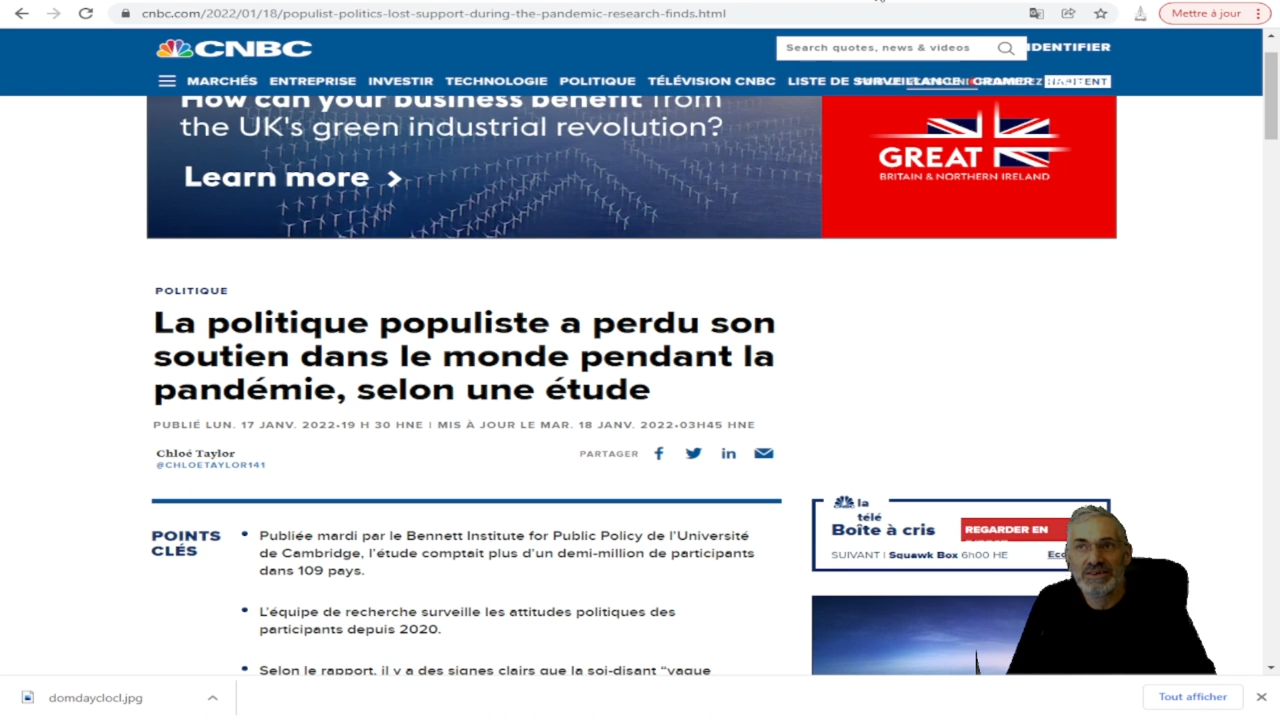 cnbc.com/2022/01/18/populist-politics-lost-support-during-the-pandemic-research-finds.html
Mettre à jour
CNBC
Search quotes, news & videos
IDENTIFIER
MARCHÉS ENTREPRISE INVESTIR TECHNOLOGIE POLITIQUE TÉLÉVISION CNBC LISTE DE SURVEILLANCE CRAMER
How can your business benefit from
the UK's green industrial revolution?
Learn more >
GREAT
BRITAIN & NORTHERN IRELAND
POLITIQUE
La politique populiste a perdu son
soutien dans le monde pendant la
pandémie, selon une étude
PUBLIÉ LUN. 17 JANV. 2022•19 H 30 HNE | MIS À JOUR LE MAR. 18 JANV. 2022•03H45 HNE
Chloé Taylor
@CHLOETAYLOR141
PARTAGER
POINTS
CLÉS
• Publiée mardi par le Bennett Institute for Public Policy de l'Université
de Cambridge, l'étude comptait plus d'un demi-million de participants
dans 109 pays.
• L'équipe de recherche surveille les attitudes politiques des
participants depuis 2020.
• Selon le rapport, il y a des signes clairs que la soi-disant "vague
la
télé
Boîte à cris
REGARDER EN
SUIVANT | Squawk Box 6h00 HE
domdayclocl.jpg
Tout afficher